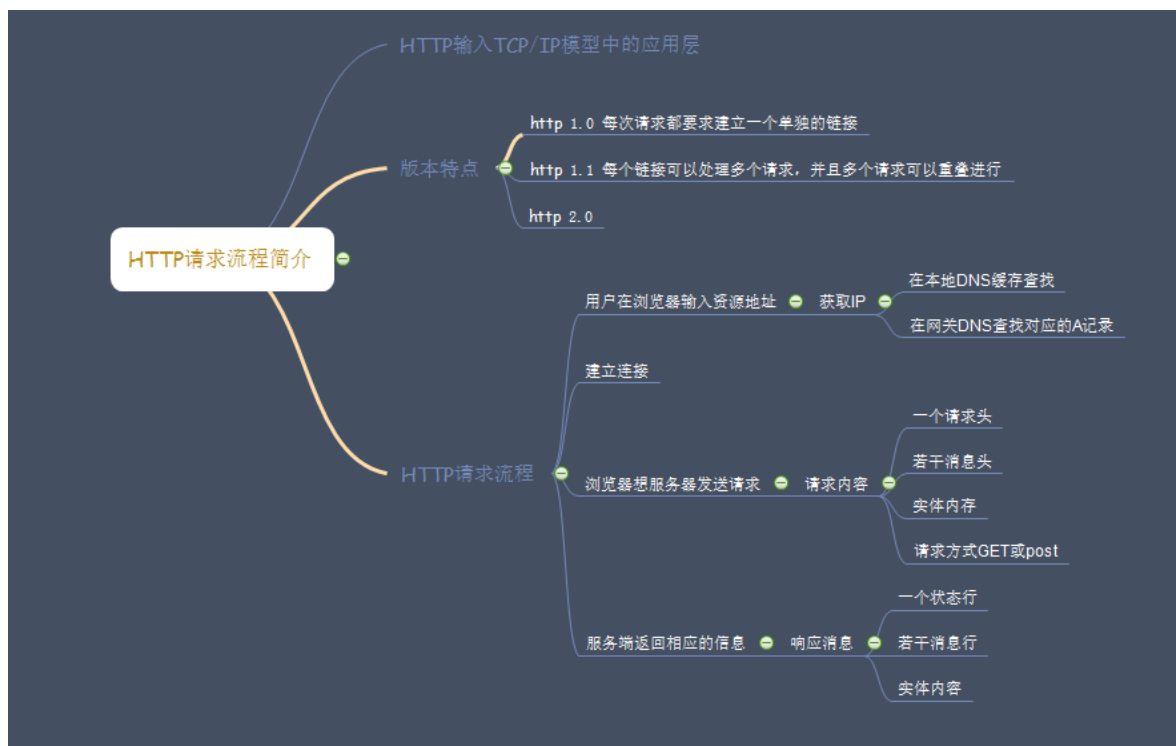 HTTP输入TCP/IP模型中的应用层
http 1.0 每次请求都要求建立一个单独的链接
版本特点
http 1.1 每个链接可以处理多个请求，并且多个请求可以重叠进行
http 2.0
HTTP请求流程简介
用户在浏览器输入资源地址
获取IP
在本地DNS缓存查找
在网关DNS查找对应的A记录
建立连接
HTTP请求流程
浏览器想服务器发送请求
请求内容
一个请求头
若干消息头
实体内存
请求方式GET或post
服务端返回相应的信息
响应消息
一个状态行
若干消息行
实体内容